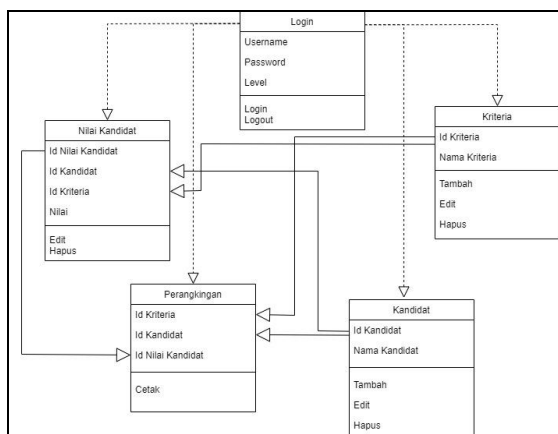 Login
Username
Password
Level
Login
Logout
Nilai Kandidat
Id Nilai Kandidat
Id Kandidat
Id Kriteria
Nilai
Edit
Hapus
Kriteria
Id Kriteria
Nama Kriteria
Tambah
Edit
Hapus
Perangkingan
Id Kriteria
Id Kandidat
Id Nilai Kandidat
Cetak
Kandidat
Id Kandidat
Nama Kandidat
Tambah
Edit
Hapus